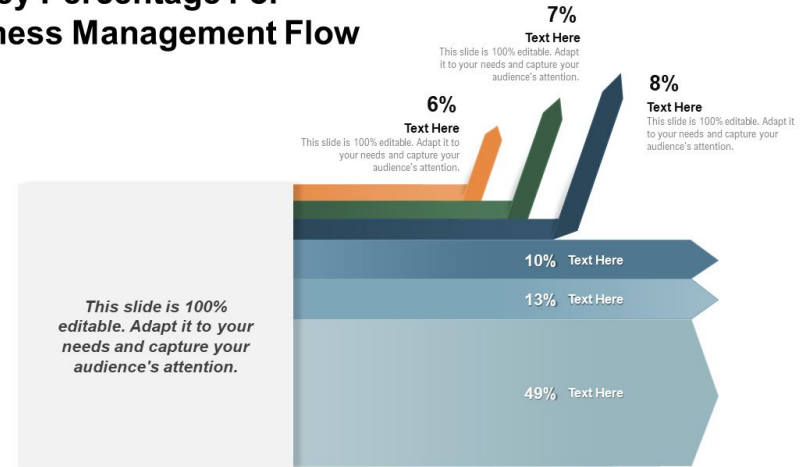 Percentage For
Management Flow
7%
Text Here
This slide is 100% editable. Adapt
it to your needs and capture your
audience's attention.
8%
Text Here
This slide is 100% editable. Adapt it
to your needs and capture your
audience's attention.
6%
Text Here
This slide is 100% editable. Adapt it to
your needs and capture your
audience's attention.
10% Text Here
13% Text Here
49% Text Here
This slide is 100%
editable. Adapt it to your
needs and capture your
audience's attention.